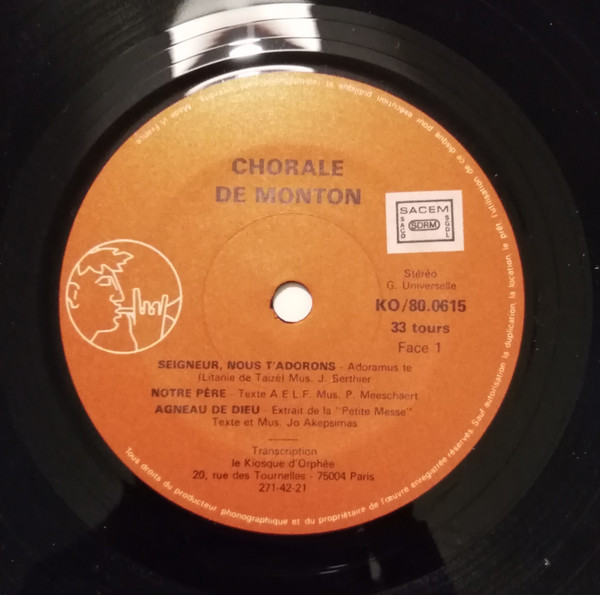 CHORALE
DE MONTON
SACEM
SACD
SDRM
SGDL
Stéréo
G. Universelle
KO/80.0615
33 tours
Face 1
SEIGNEUR, NOUS T'ADORONS - Adoramus te
(Litanie de Taizé) Mus. J. Berthier
NOTRE PÈRE - Texte A E L F. Mus. P. Meeschaert
AGNEAU DE DIEU - Extrait de la "Petite Messe"
Texte et Mus. Jo Akepsimas
Transcription
le Kiosque d'Orphée
20, rue des Tournelles - 75004 Paris
271-42-21
Tous droits du producteur phonographique et du propriétaire de l'œuvre enregistrée réservés. Sauf autorisation la duplication, la location, le prêt, l'utilisation de ce disque pour exécution publique et radiodiffusion interdits.
Made in France